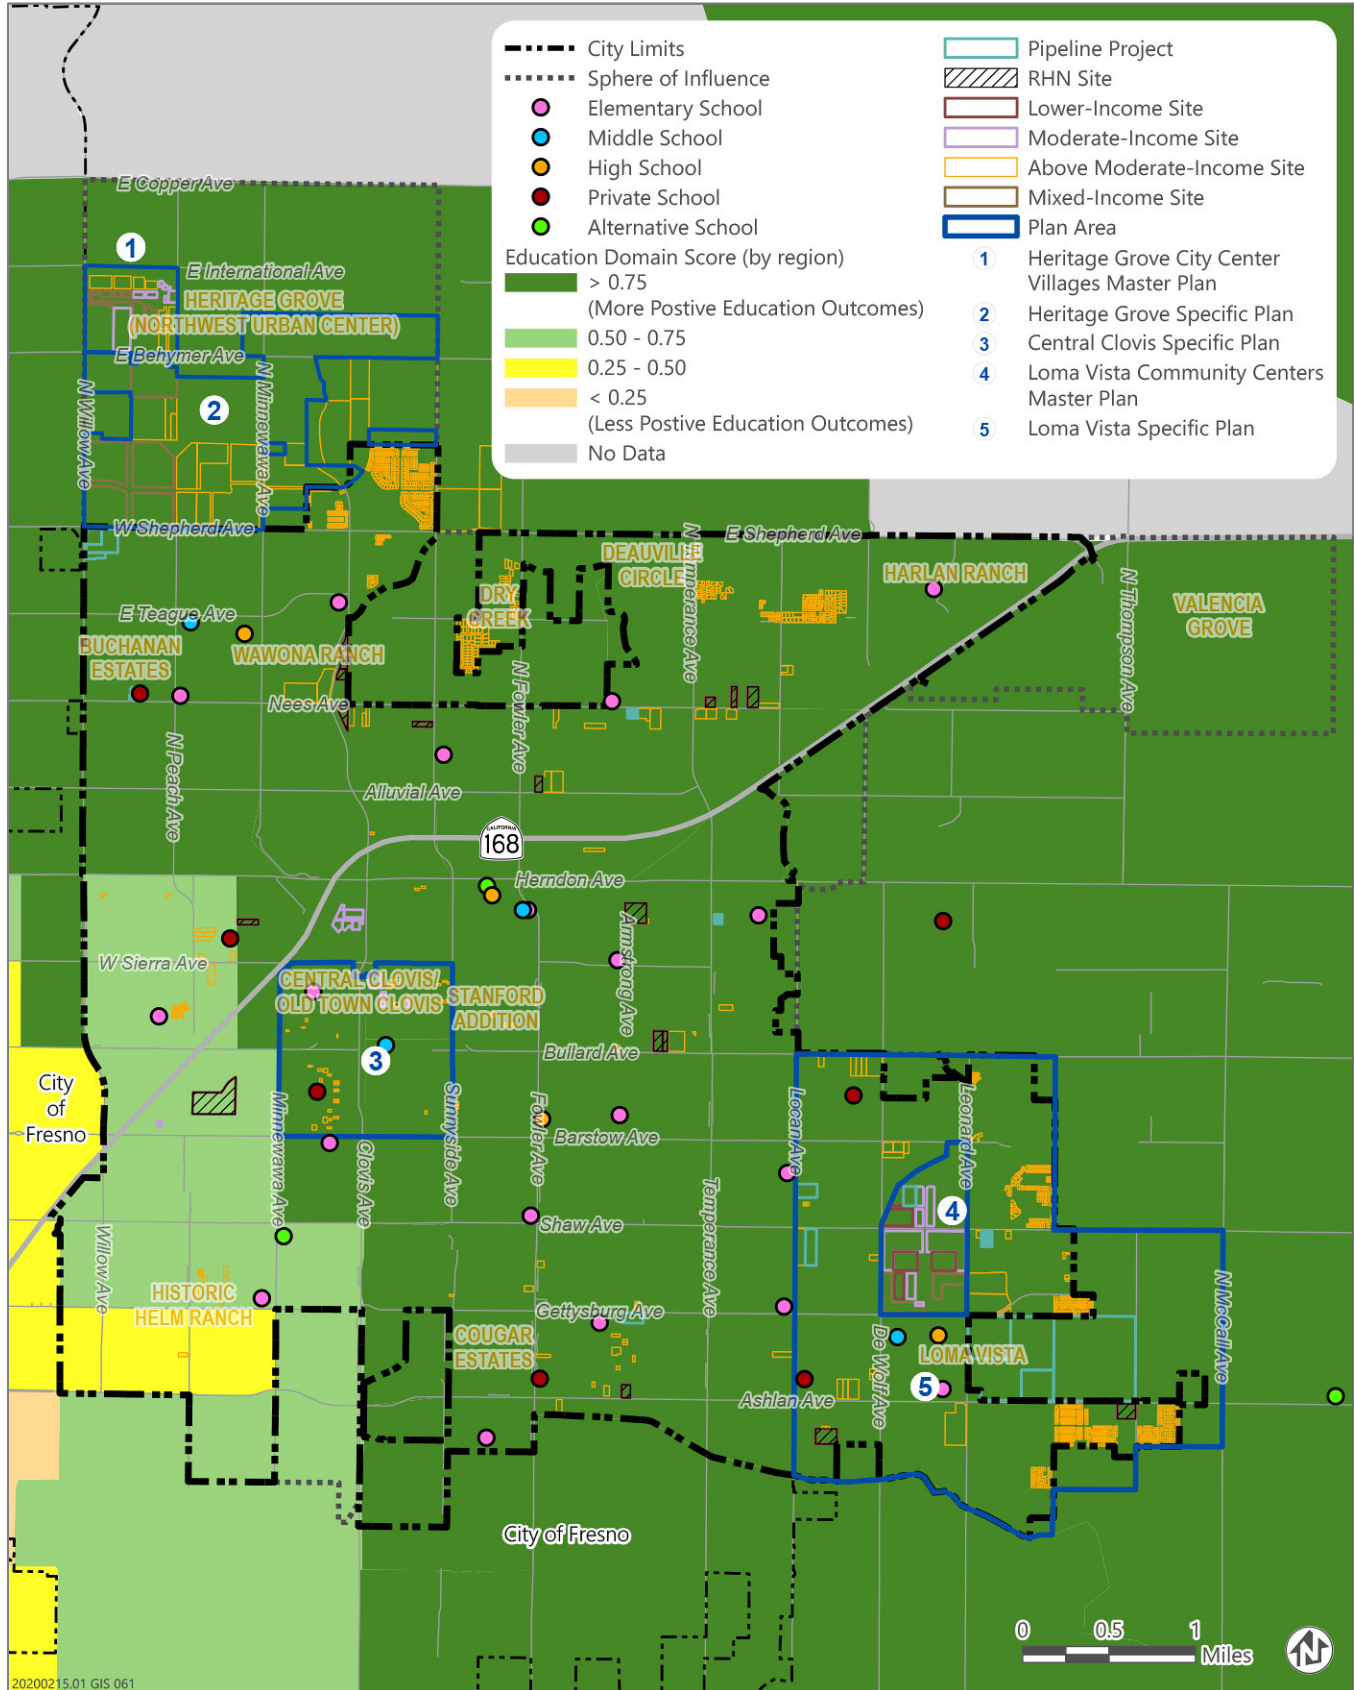 City Limits
Sphere of Influence
Elementary School
Middle School
High School
Private School
Alternative School
Education Domain Score (by region)
> 0.75
(More Postive Education Outcomes)
0.50 - 0.75
0.25 - 0.50
< 0.25
(Less Postive Education Outcomes)
No Data
Pipeline Project
RHN Site
Lower-Income Site
Moderate-Income Site
Above Moderate-Income Site
Mixed-Income Site
Plan Area
1 Heritage Grove City Center
Villages Master Plan
2 Heritage Grove Specific Plan
3 Central Clovis Specific Plan
4 Loma Vista Community Centers
Master Plan
5 Loma Vista Specific Plan
E Copper Ave
1
E International Ave
HERITAGE GROVE
(NORTHWEST URBAN CENTER)
E Behymer Ave
N Willow Ave
N Minnewawa Ave
2
W Shepherd Ave
E Shepherd Ave
DEAUVILLE
CIRCLE
N Temperance Ave
HARLAN RANCH
N Thompson Ave
VALENCIA
GROVE
DRY
CREEK
E Teague Ave
BUCHANAN
ESTATES
WAWONA RANCH
Nees Ave
N Fowler Ave
N Peach Ave
Alluvial Ave
CALIFORNIA
168
Herndon Ave
Armstrong Ave
W Sierra Ave
CENTRAL CLOVIS/
OLD TOWN CLOVIS
STANFORD
ADDITION
Bullard Ave
3
City
of
Fresno
Minnewawa Ave
Clovis Ave
Sunnyside Ave
Fowler Ave
Barstow Ave
Locan Ave
Leonard Ave
4
Shaw Ave
Temperance Ave
Willow Ave
HISTORIC
HELM RANCH
Gettysburg Ave
COUGAR
ESTATES
De Wolf Ave
LOMA VISTA
N McCall Ave
5
Ashlan Ave
City of Fresno
0 0.5 1
Miles
N
20200215.01 GIS 061